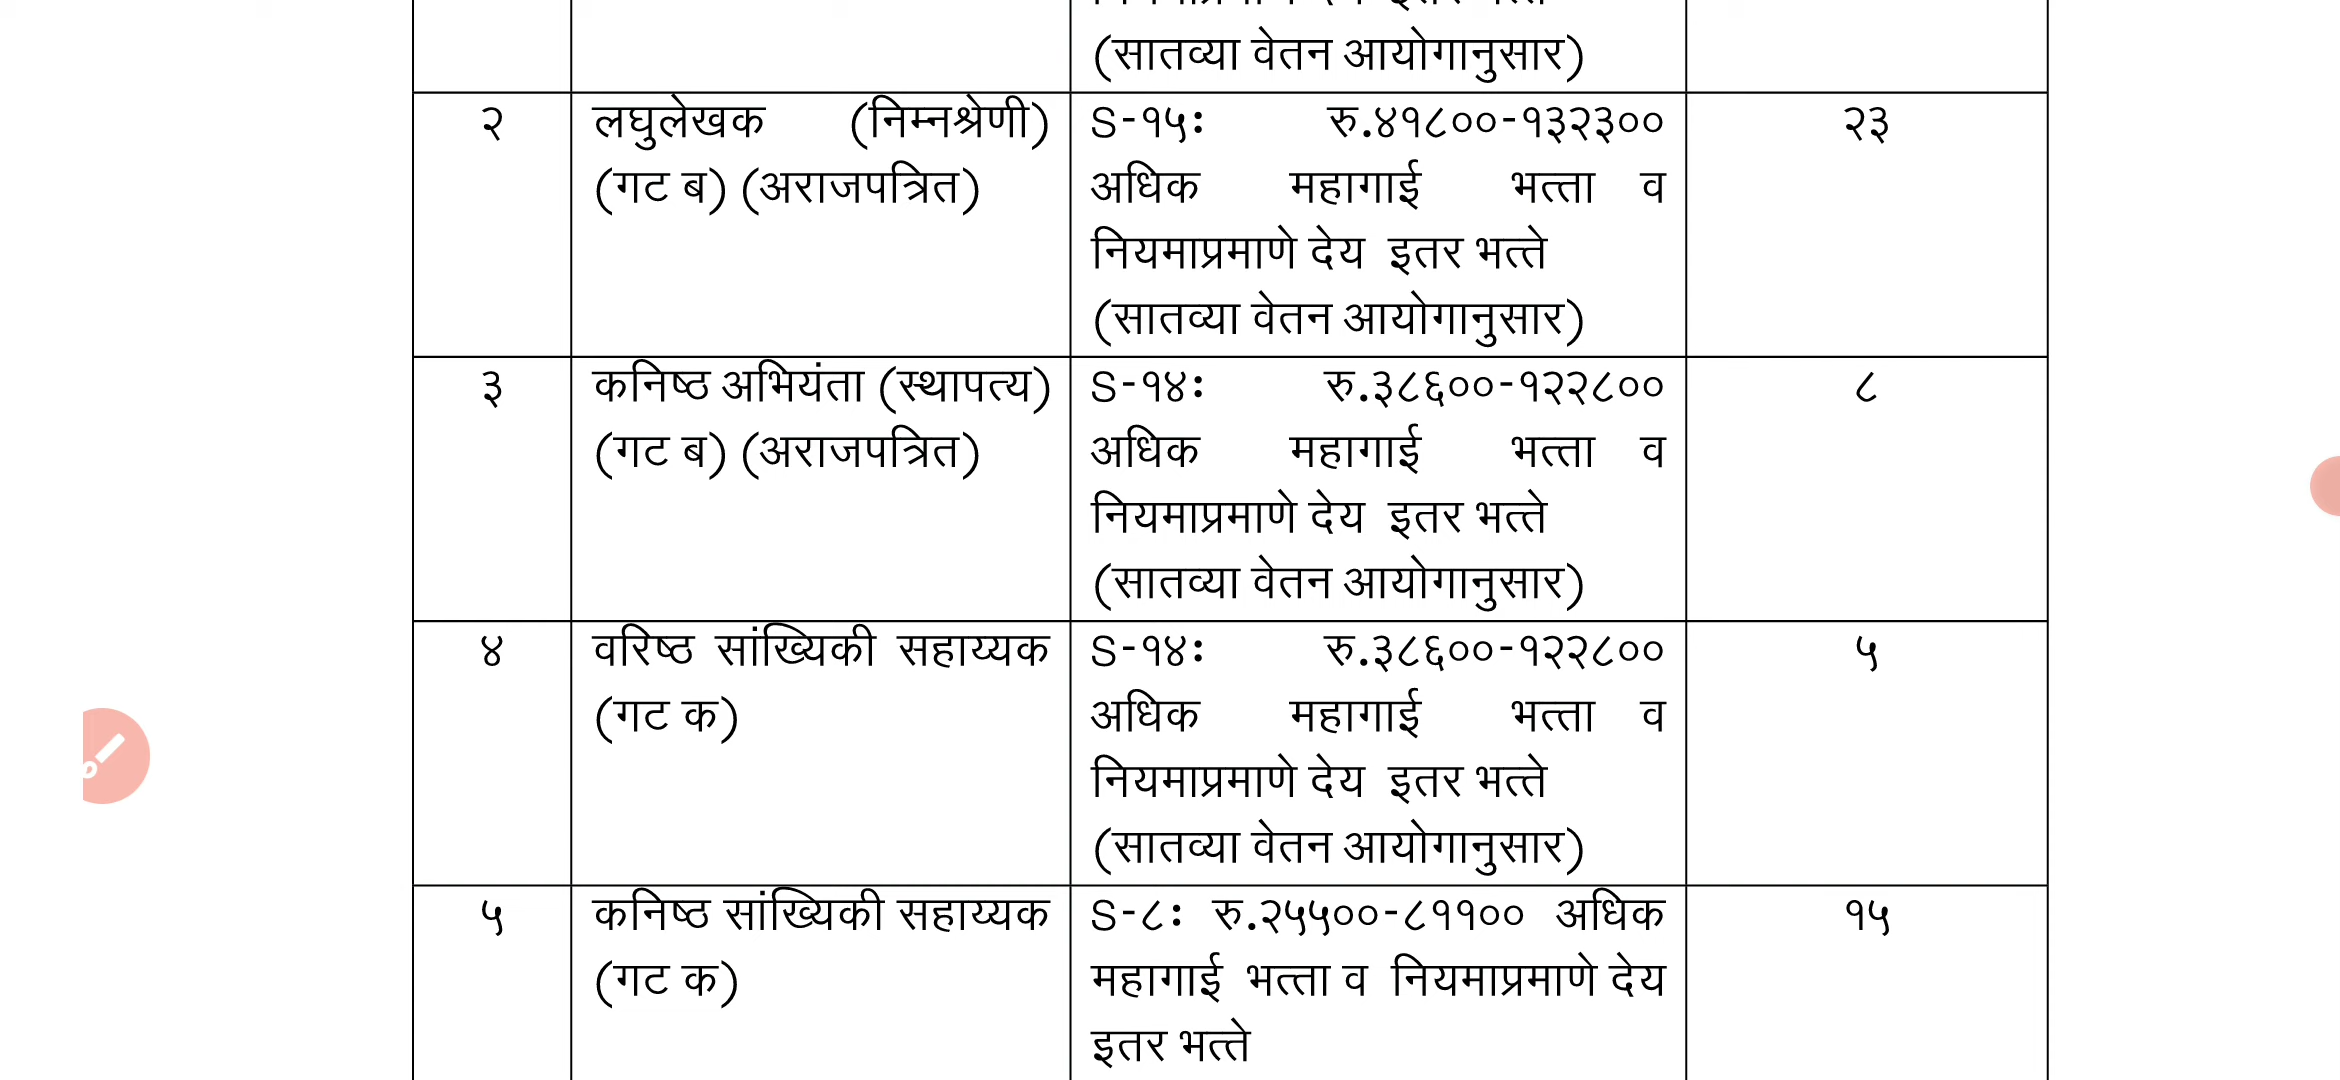 (सातव्या वेतन आयोगानुसार)
२ लघुलेखक (निम्नश्रेणी) S-१५ः रु.४१८००-१३२३०० २३
(गट ब) (अराजपत्रित) अधिक महागाई भत्ता व
नियमाप्रमाणे देय इतर भत्ते
(सातव्या वेतन आयोगानुसार)
३ कनिष्ठ अभियंता (स्थापत्य) S-१४ः रु.३८६००-१२२८०० ८
(गट ब) (अराजपत्रित) अधिक महागाई भत्ता व
नियमाप्रमाणे देय इतर भत्ते
(सातव्या वेतन आयोगानुसार)
४ वरिष्ठ सांख्यिकी सहाय्यक S-१४ः रु.३८६००-१२२८०० ५
(गट क) अधिक महागाई भत्ता व
नियमाप्रमाणे देय इतर भत्ते
(सातव्या वेतन आयोगानुसार)
५ कनिष्ठ सांख्यिकी सहाय्यक S-८ः रु.२५५००-८११०० अधिक १५
(गट क) महागाई भत्ता व नियमाप्रमाणे देय
इतर भत्ते